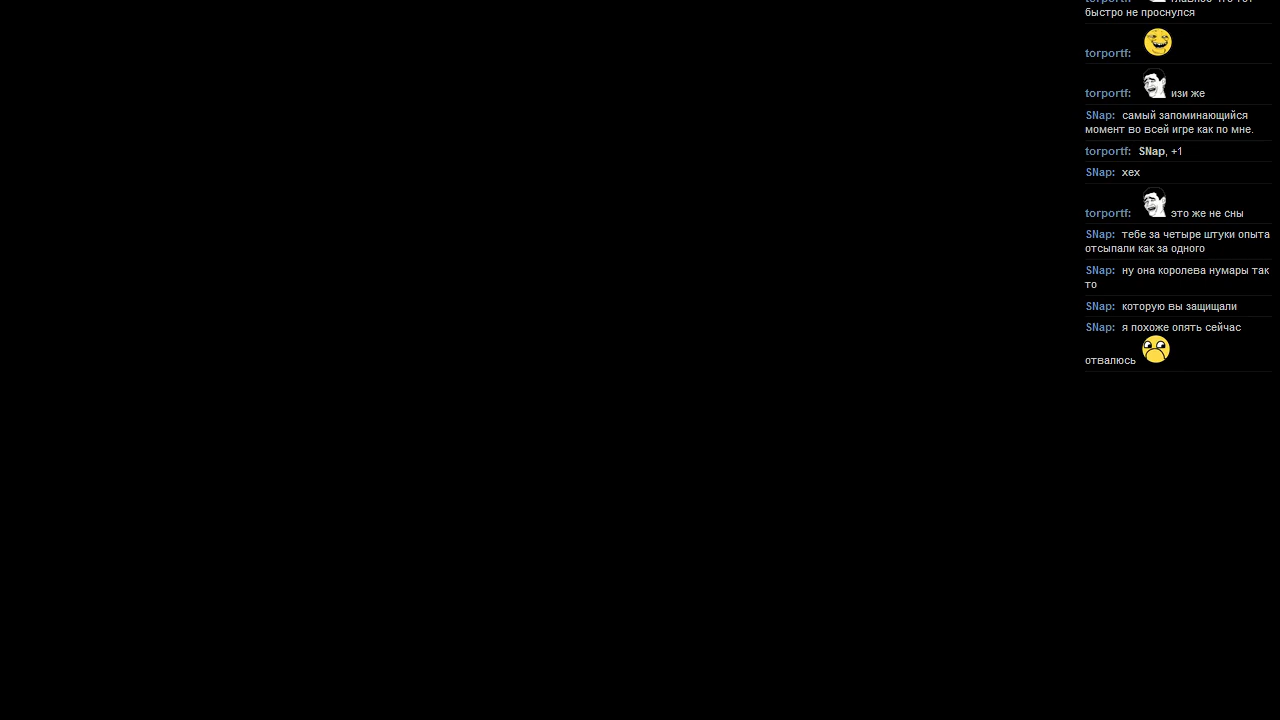 быстро не проснулся
torportf:
torportf: изи же
SNap: самый запоминающийся
момент во всей игре как по мне.
torportf: SNap, +1
SNap: хех
torportf: это же не сны
SNap: тебе за четыре штуки опыта
отсыпали как за одного
SNap: ну она королева нумары так
то
SNap: которую вы защищали
SNap: я похоже опять сейчас
отвалюсь